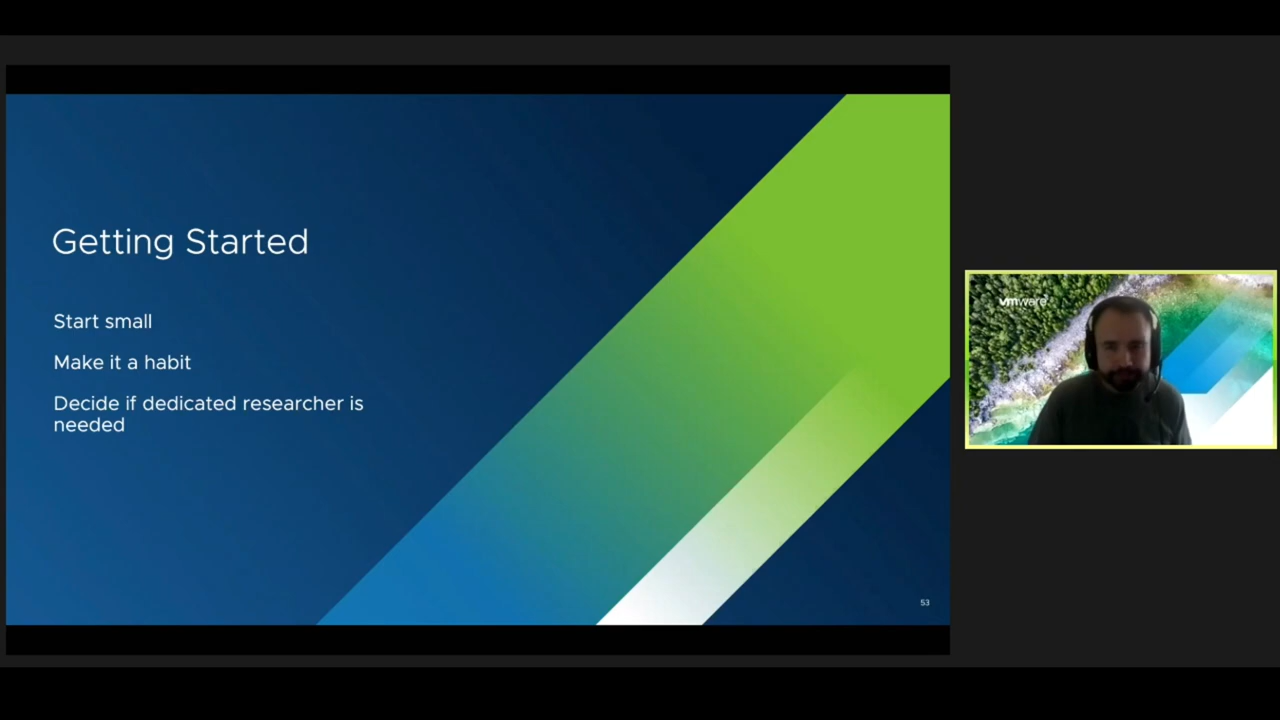 Getting Started
Start small
Make it a habit
Decide if dedicated researcher is
needed
53
vmware